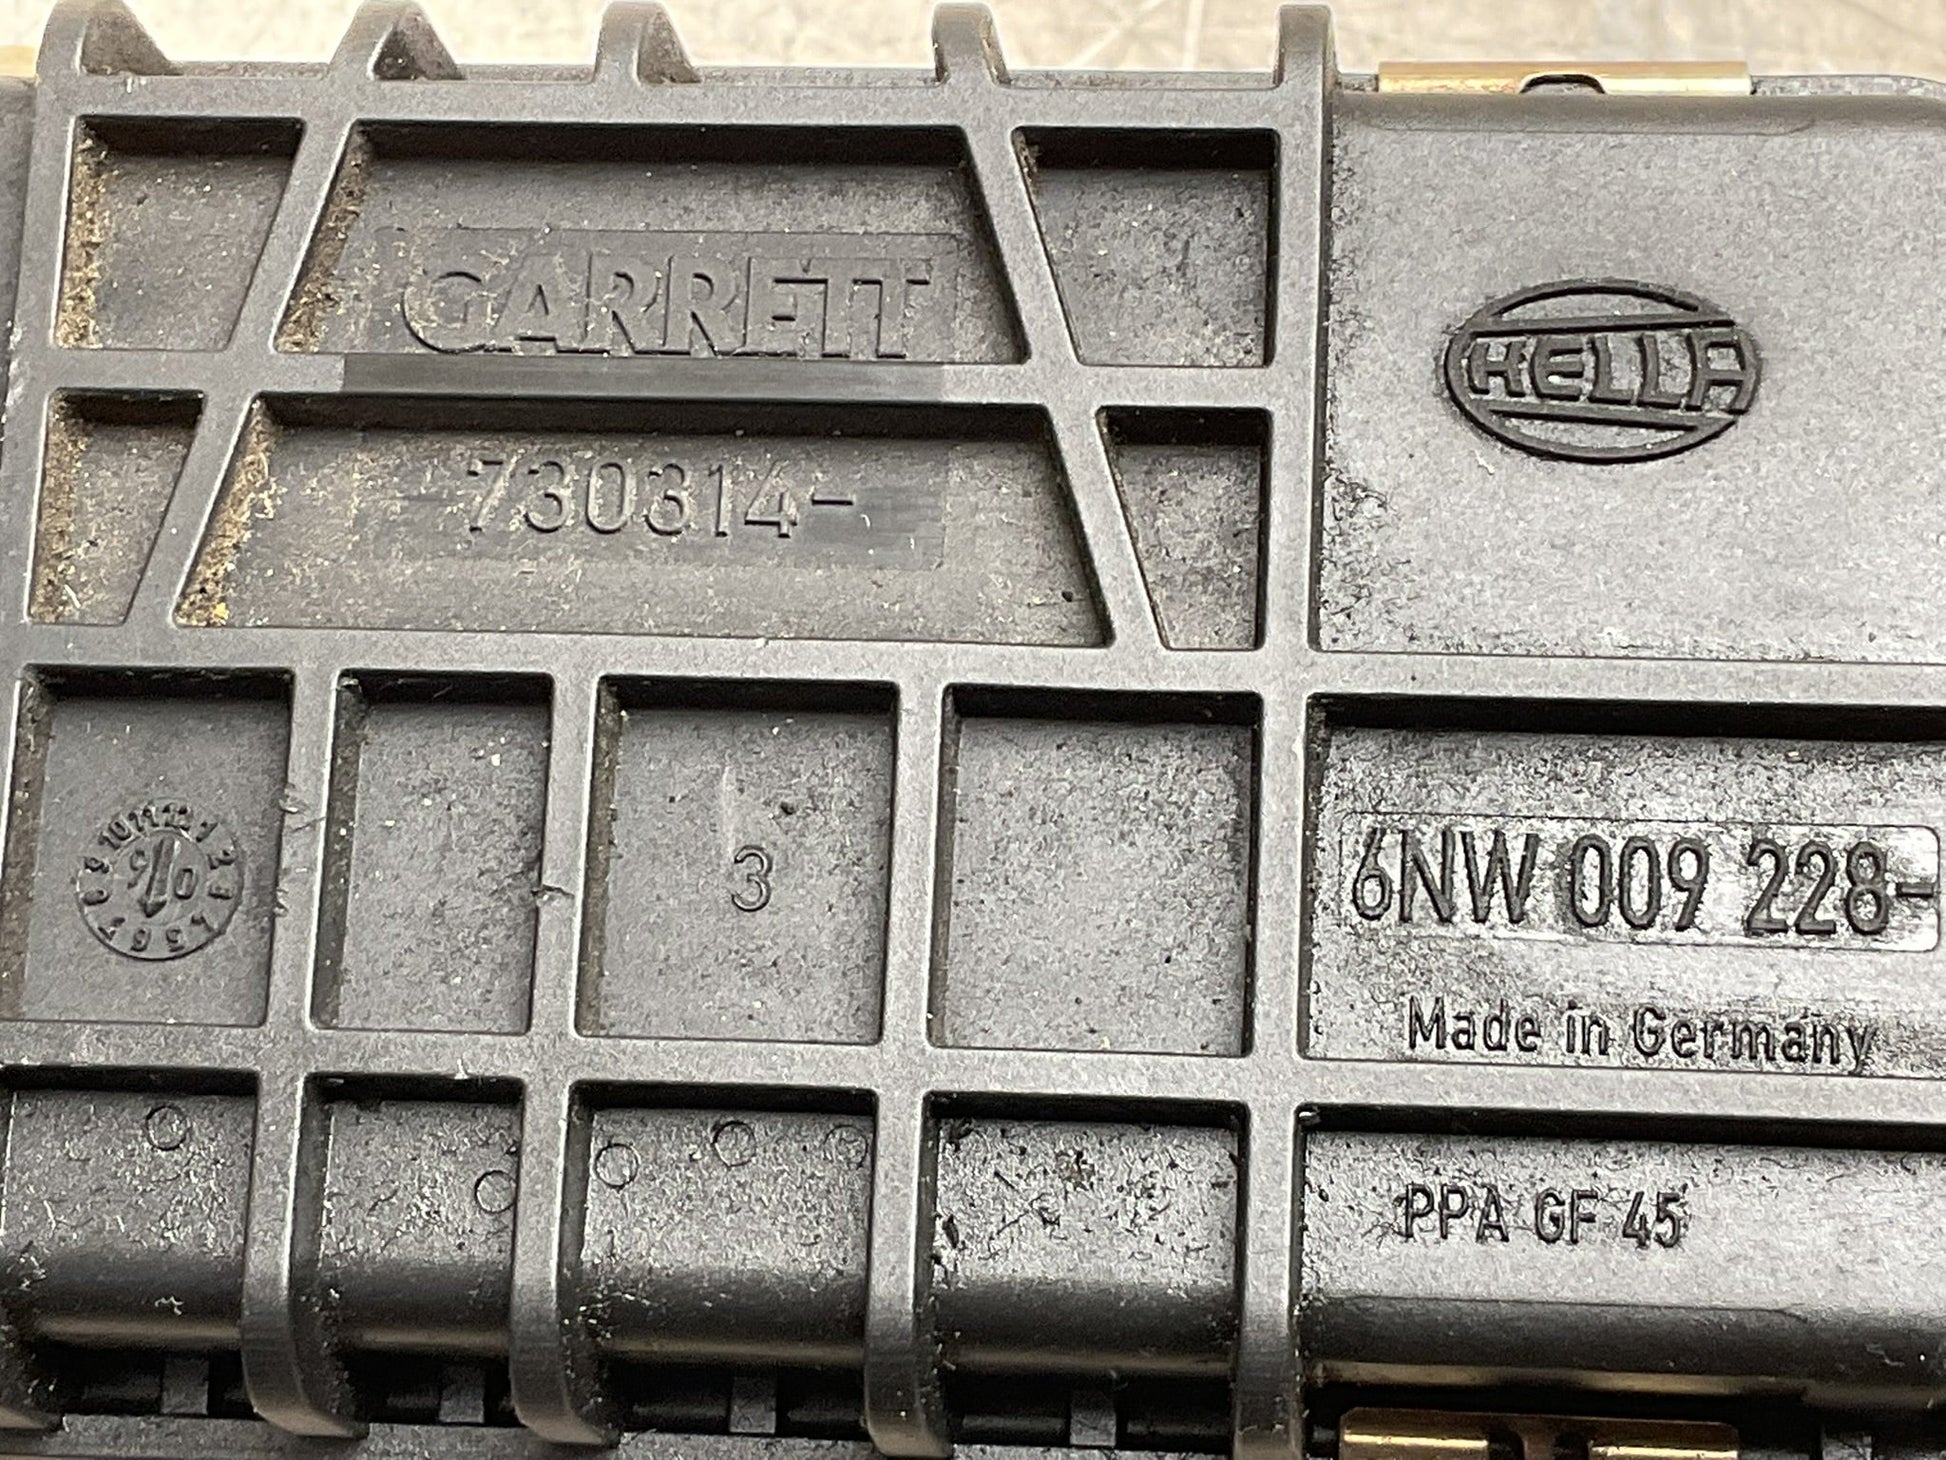 GARRETT
HELLA
730314-
6NW 009 228-
3
Made in Germany
PPA GF 45